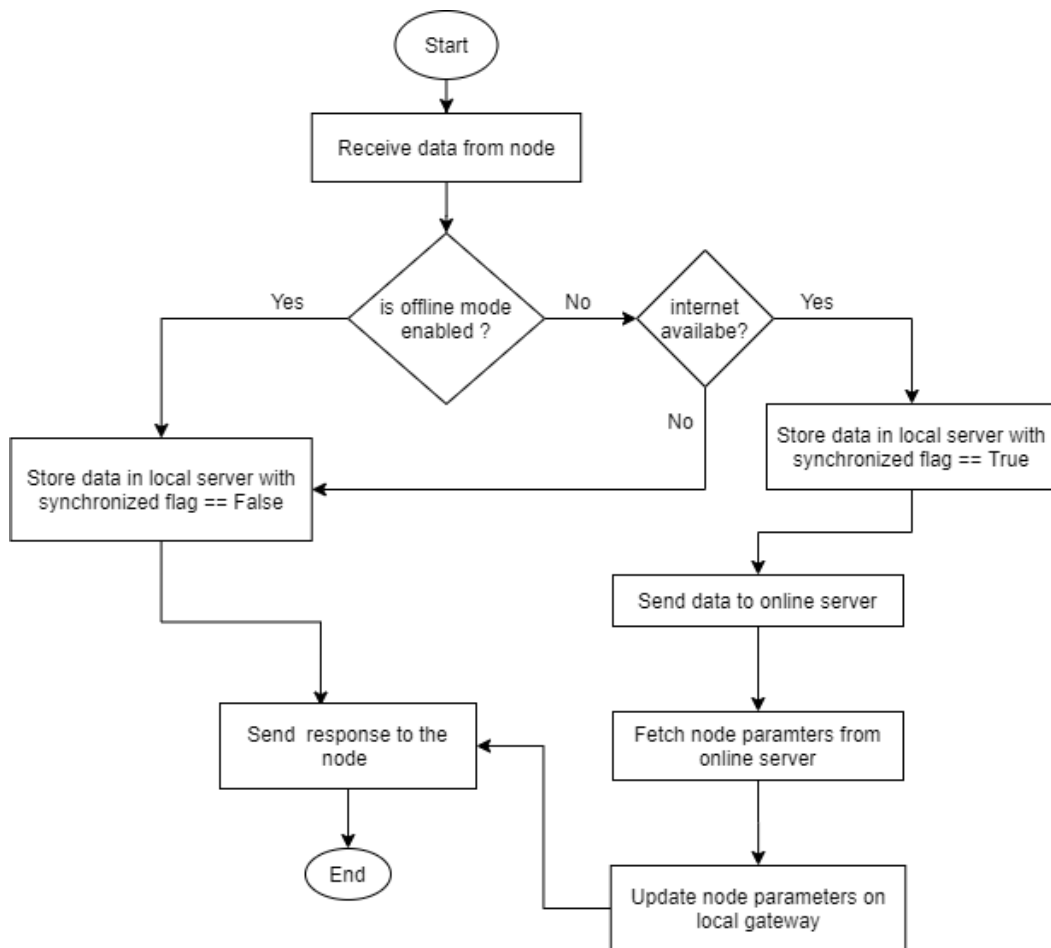 Start
Receive data from node
is offline mode
enabled ?
Yes
No
internet
availabe?
Yes
No
Store data in local server with
synchronized flag == False
Store data in local server with
synchronized flag == True
Send data to online server
Fetch node paramters from
online server
Send  response to the
node
Update node parameters on
local gateway
End